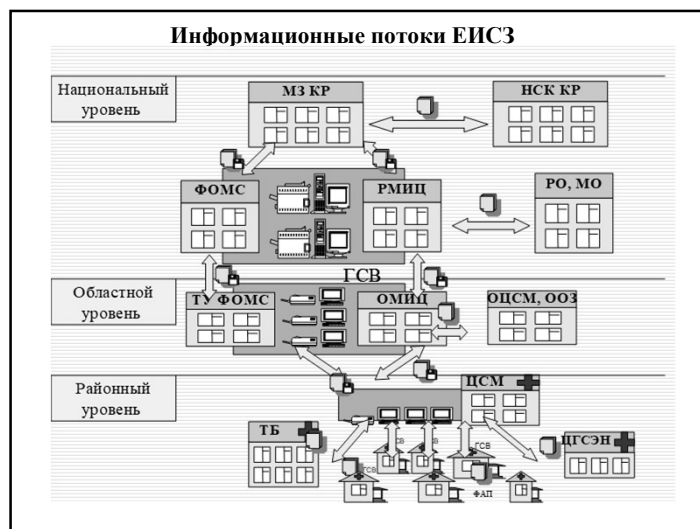 Информационные потоки ЕИСЗ
Национальный
уровень
МЗ КР
НСК КР
ФОМС
РМИЦ
РО, МО
ГСВ
Областной
уровень
ТУ ФОМС
ОМИЦ
ОЦСМ, ООЗ
Районный
уровень
ЦСМ
ТБ
ЦГСЭН
ГСВ
ГСВ
ФАП